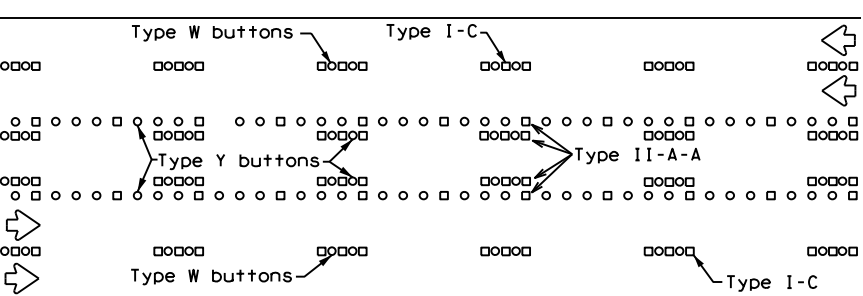 Type W buttons
Type I-C
Type Y buttons
Type II-A-A
Type W buttons
Type I-C